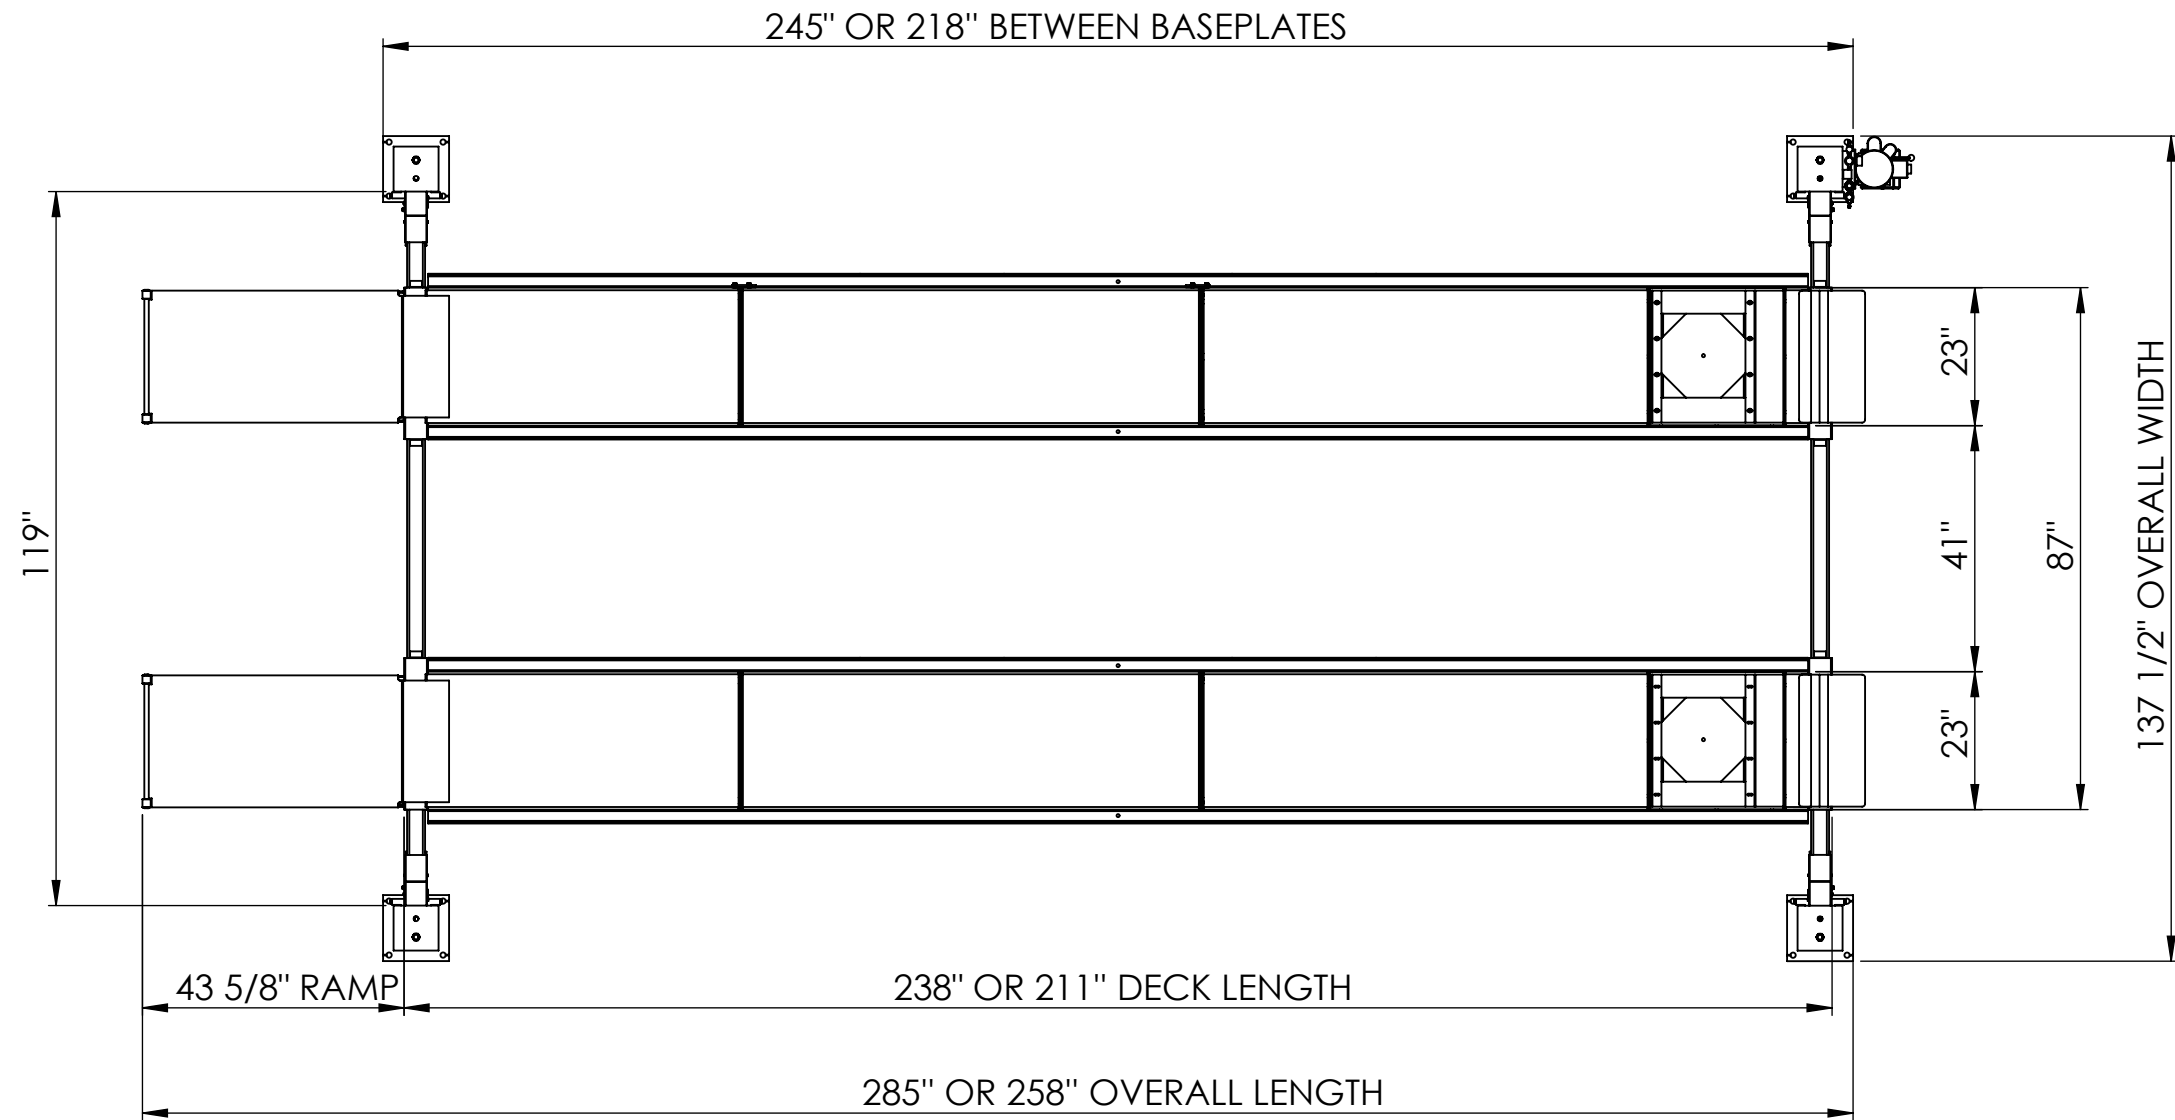 245" OR 218" BETWEEN BASEPLATES
119"
23"
41"
87"
23"
137 1/2" OVERALL WIDTH
43 5/8" RAMP
238" OR 211" DECK LENGTH
285" OR 258" OVERALL LENGTH